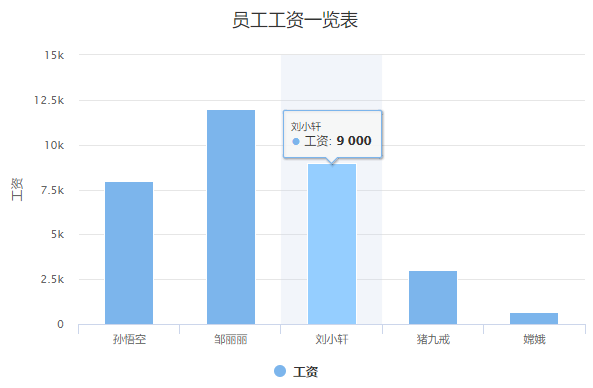 员工工资一览表
15k
12.5k
10k
7.5k
5k
2.5k
0
工资
刘小轩
工资: 9 000
孙悟空 邹丽丽 刘小轩 猪九戒 嫦娥
工资